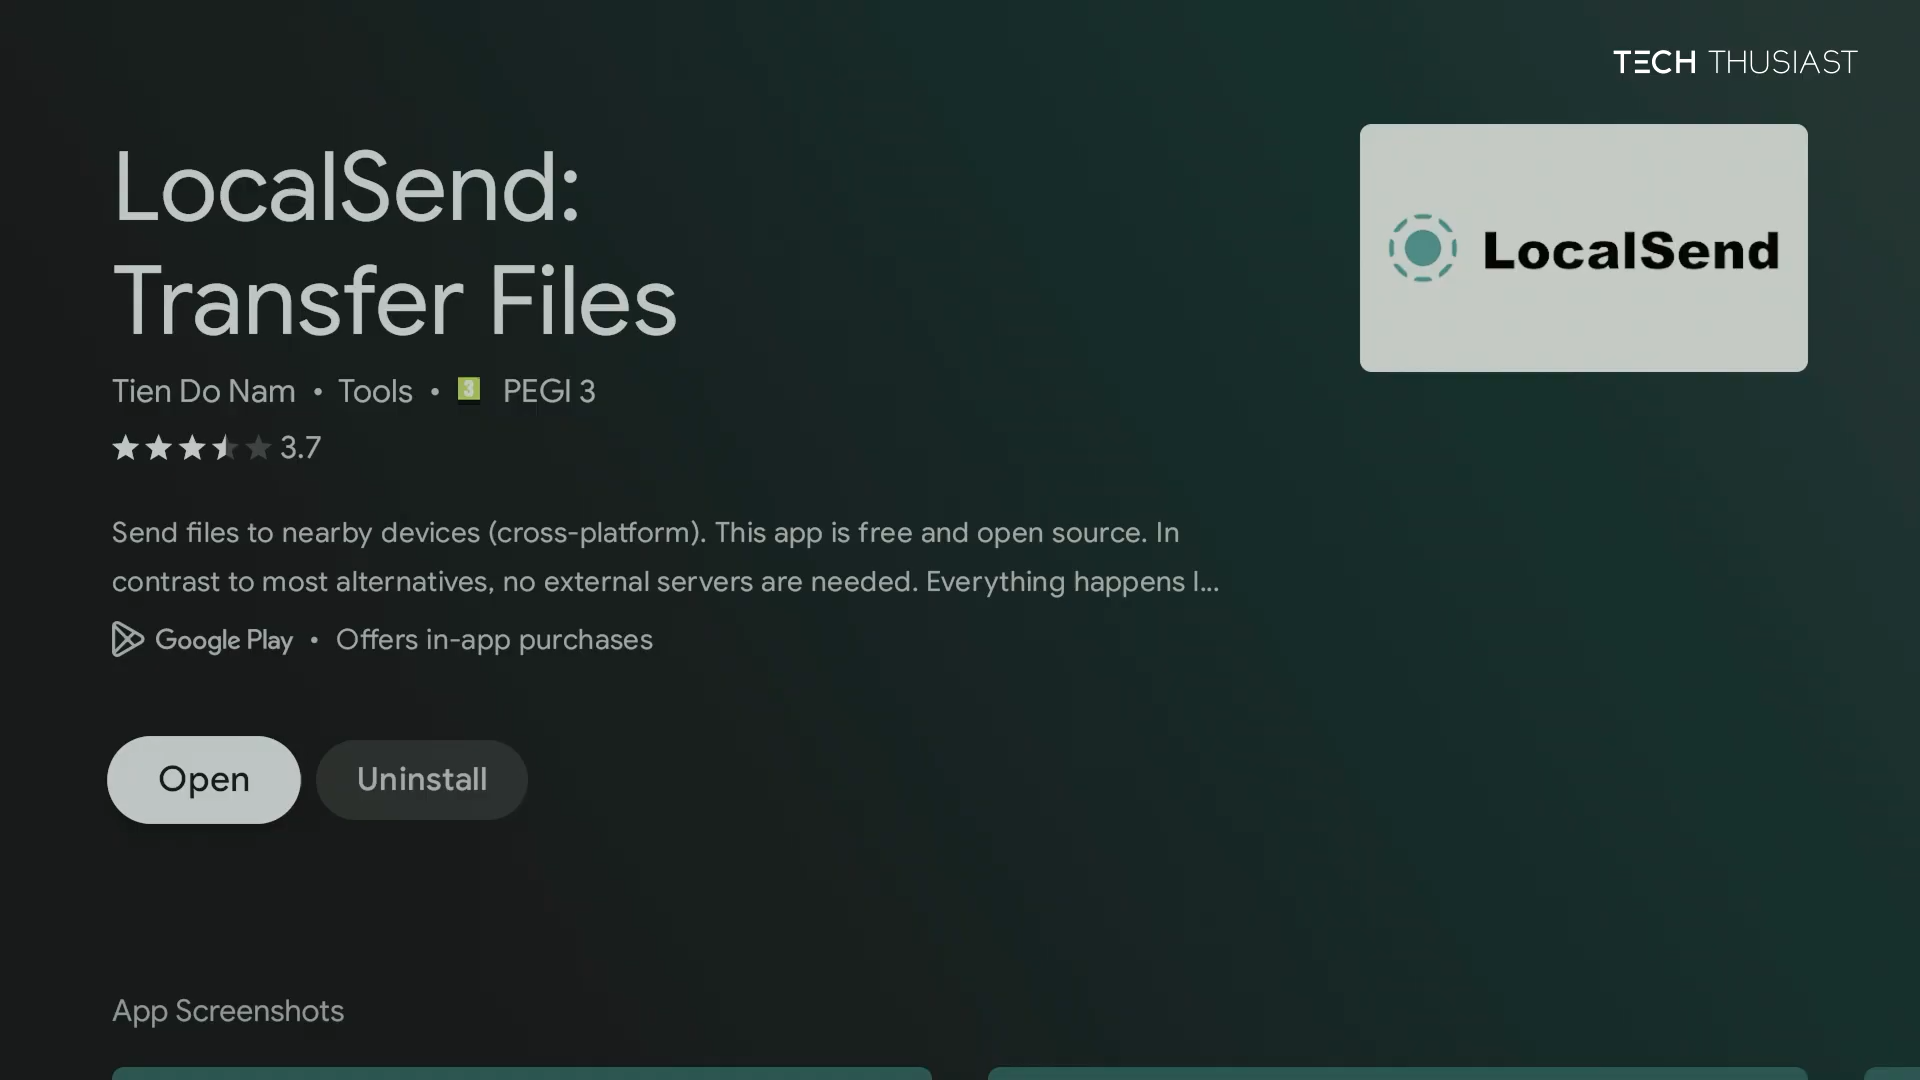 TECH THUSIAST
LocalSend:
Transfer Files
LocalSend
Tien Do Nam • Tools • 3 PEGI 3
3.7
Send files to nearby devices (cross-platform). This app is free and open source. In
contrast to most alternatives, no external servers are needed. Everything happens l...
Google Play • Offers in-app purchases
Open
Uninstall
App Screenshots